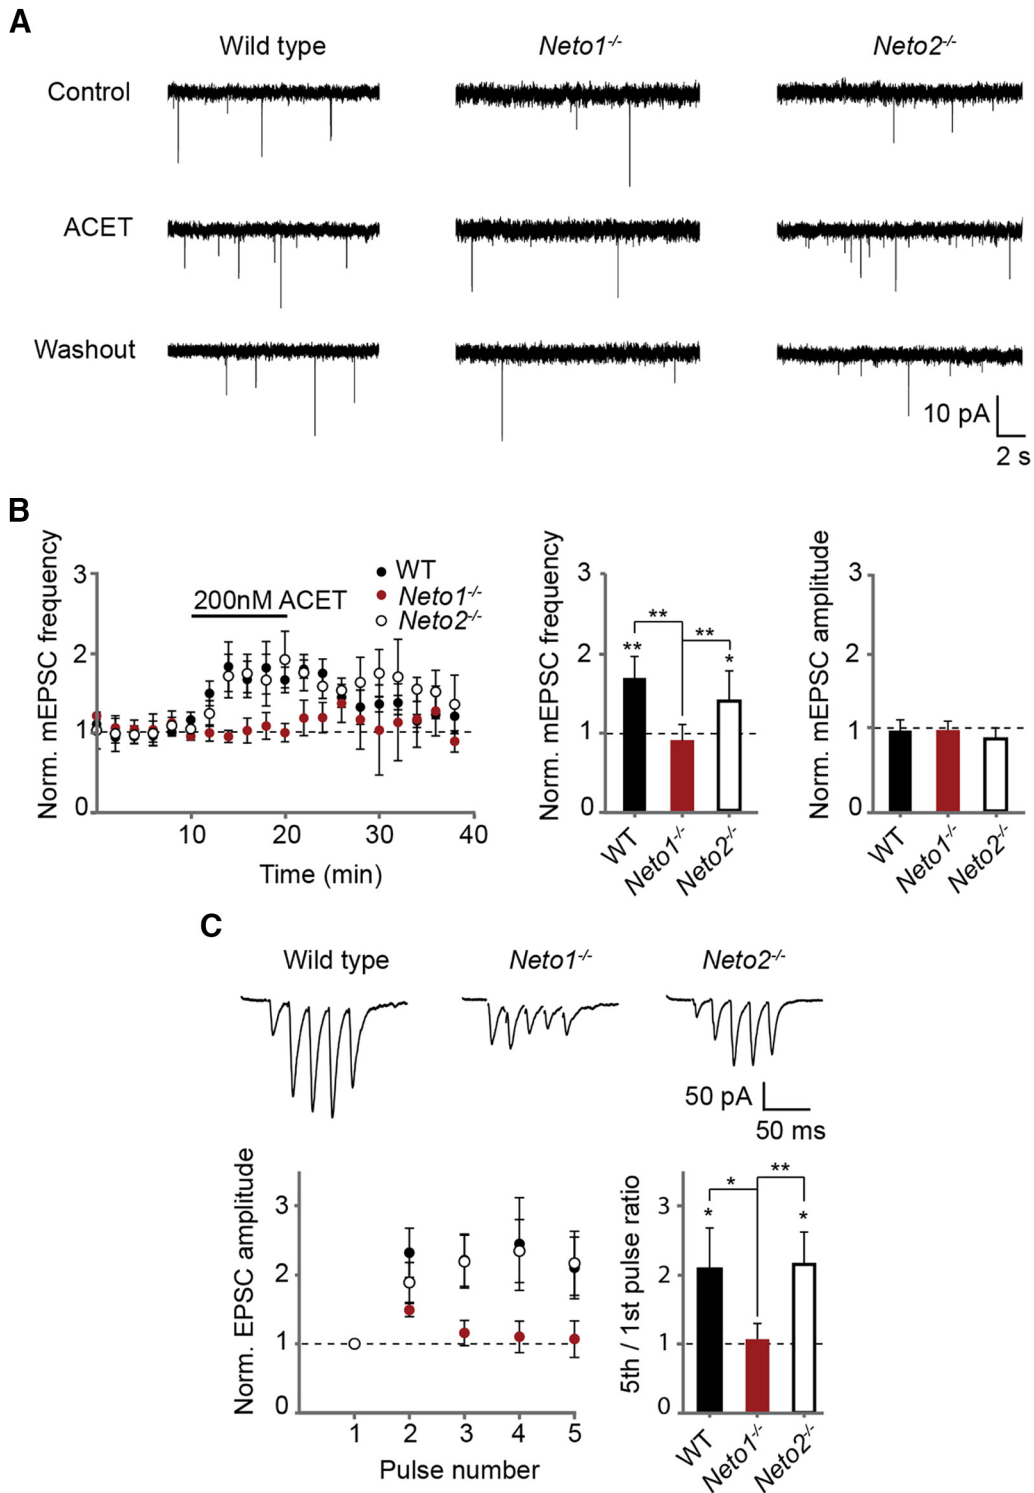 A
Wild type Neto1-/- Neto2-/-
Control
ACET
Washout
10 pA
2 s
B
Norm. mEPSC frequency
3
2
1
0
200nM ACET
WT
Neto1-/-
Neto2-/-
10 20 30 40
Time (min)
Norm. mEPSC frequency
3
2
1
0
**
**
**
*
WT Neto1-/- Neto2-/-
Norm. mEPSC amplitude
3
2
1
0
WT Neto1-/- Neto2-/-
C
Wild type Neto1-/- Neto2-/-
50 pA
50 ms
Norm. EPSC amplitude
3
2
1
0
1 2 3 4 5
Pulse number
5th / 1st pulse ratio
3
2
1
0
*
**
*
*
WT Neto1-/- Neto2-/-